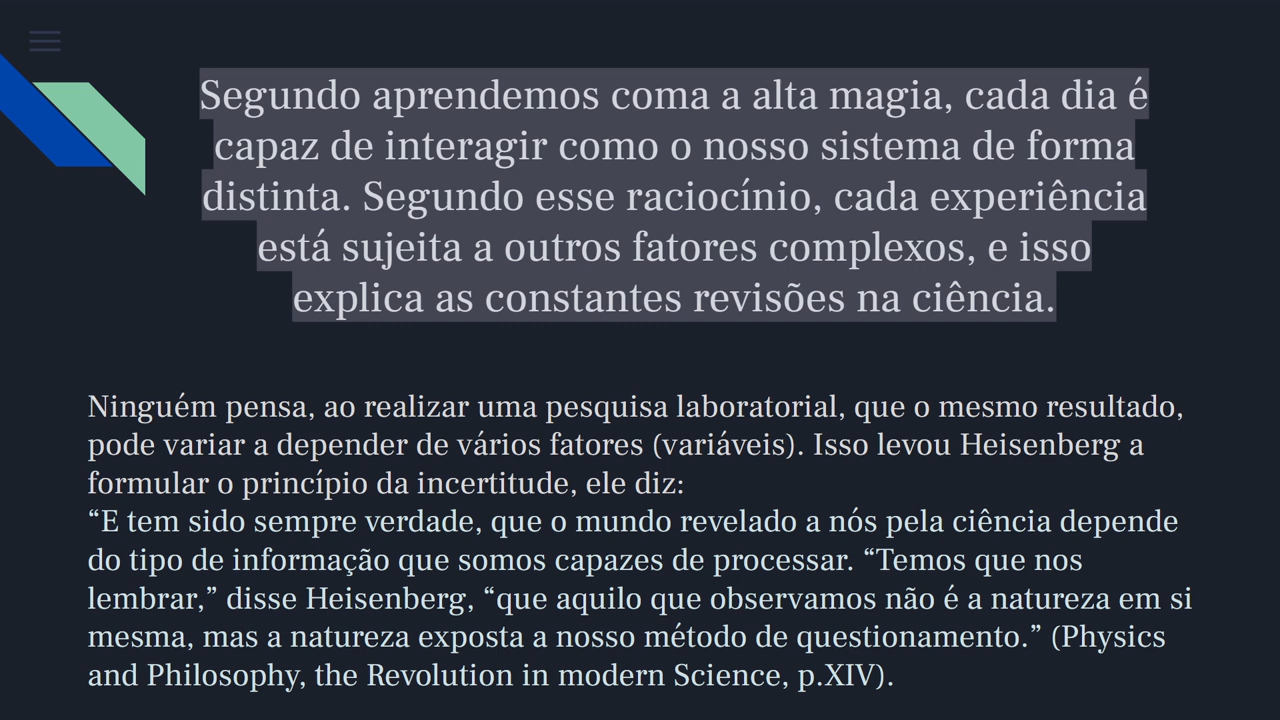 Segundo aprendemos coma a alta magia, cada dia é
capaz de interagir como o nosso sistema de forma
distinta. Segundo esse raciocínio, cada experiência
está sujeita a outros fatores complexos, e isso
explica as constantes revisões na ciência.
Ninguém pensa, ao realizar uma pesquisa laboratorial, que o mesmo resultado,
pode variar a depender de vários fatores (variáveis). Isso levou Heisenberg a
formular o princípio da incertitude, ele diz:
“E tem sido sempre verdade, que o mundo revelado a nós pela ciência depende
do tipo de informação que somos capazes de processar. “Temos que nos
lembrar,” disse Heisenberg, “que aquilo que observamos não é a natureza em si
mesma, mas a natureza exposta a nosso método de questionamento.” (Physics
and Philosophy, the Revolution in modern Science, p.XIV).